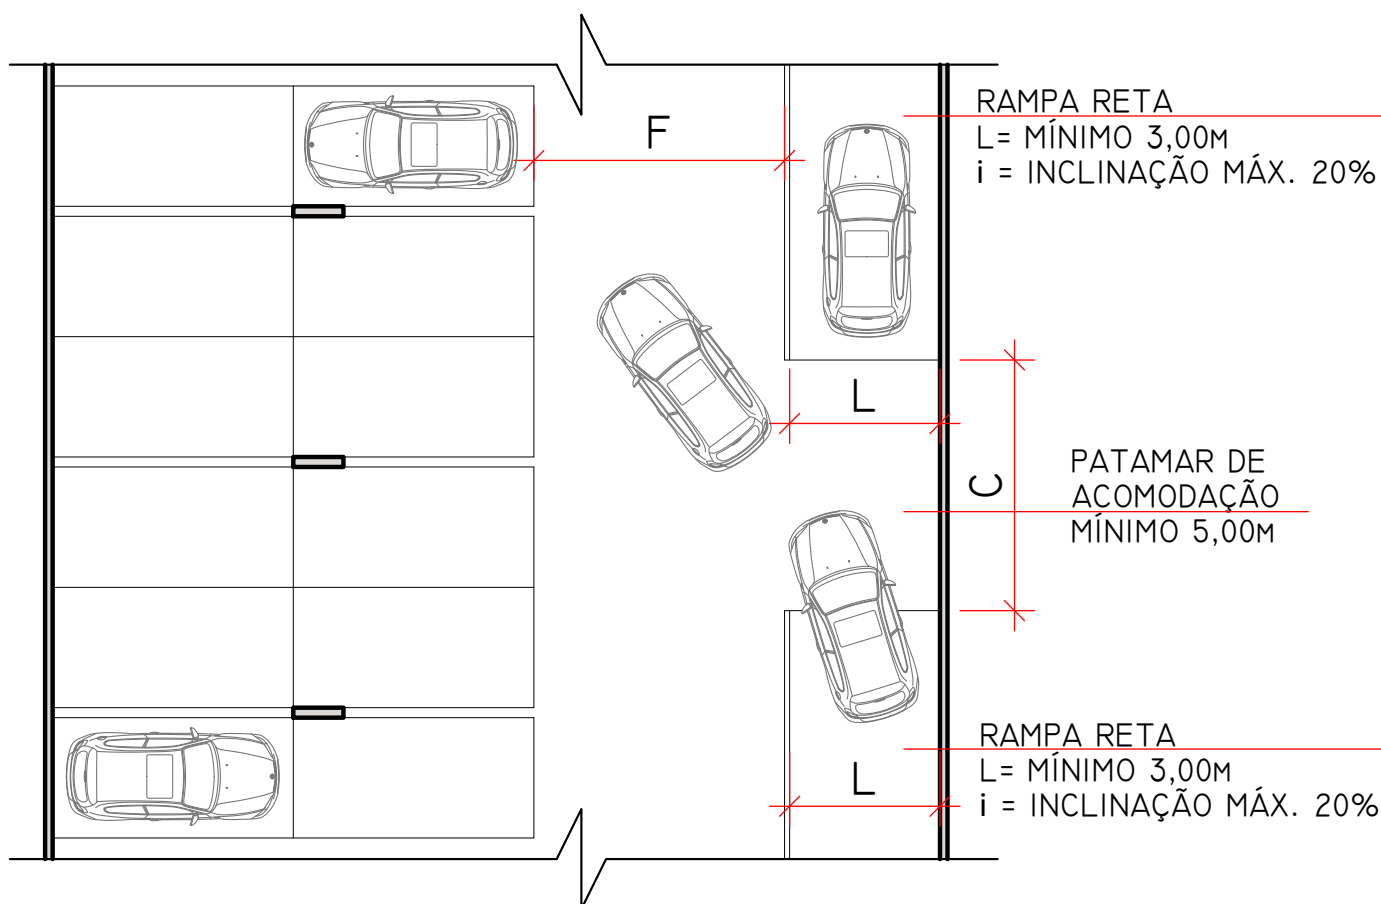 RAMPA RETA
L= MÍNIMO 3,00M
i = INCLINAÇÃO MÁX. 20%
F
L
C
PATAMAR DE
ACOMODAÇÃO
MÍNIMO 5,00M
RAMPA RETA
L= MÍNIMO 3,00M
i = INCLINAÇÃO MÁX. 20%
L